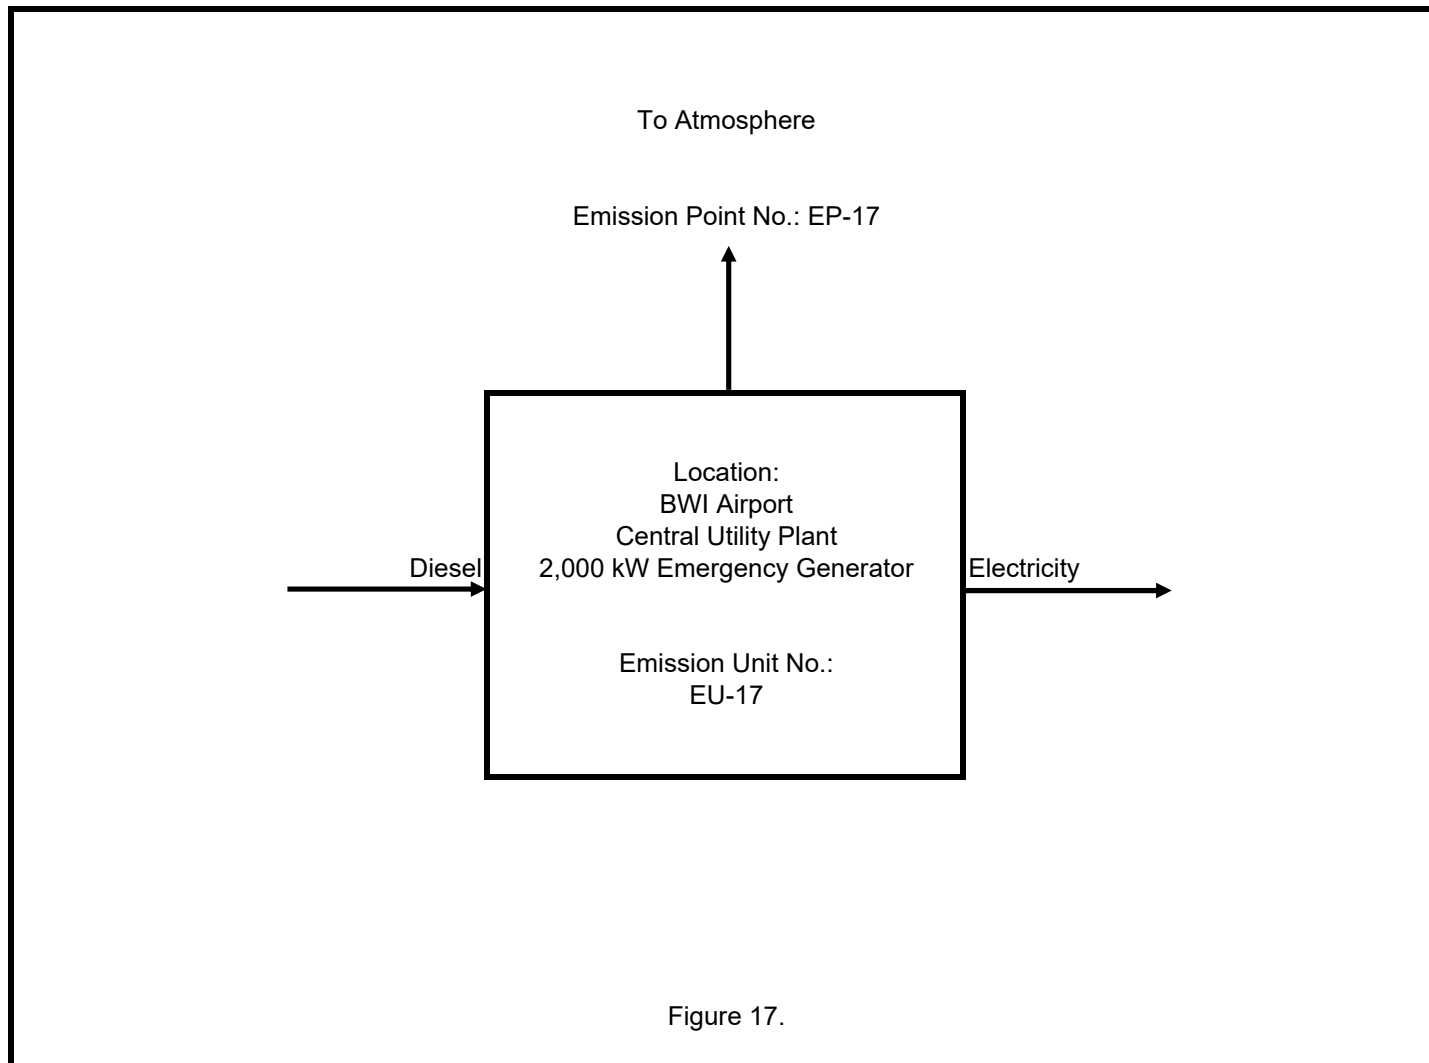 To Atmosphere
Emission Point No.: EP-17
Location:
BWI Airport
Central Utility Plant
Diesel
2,000 kW Emergency Generator
Electricity
Emission Unit No.:
EU-17
Figure 17.